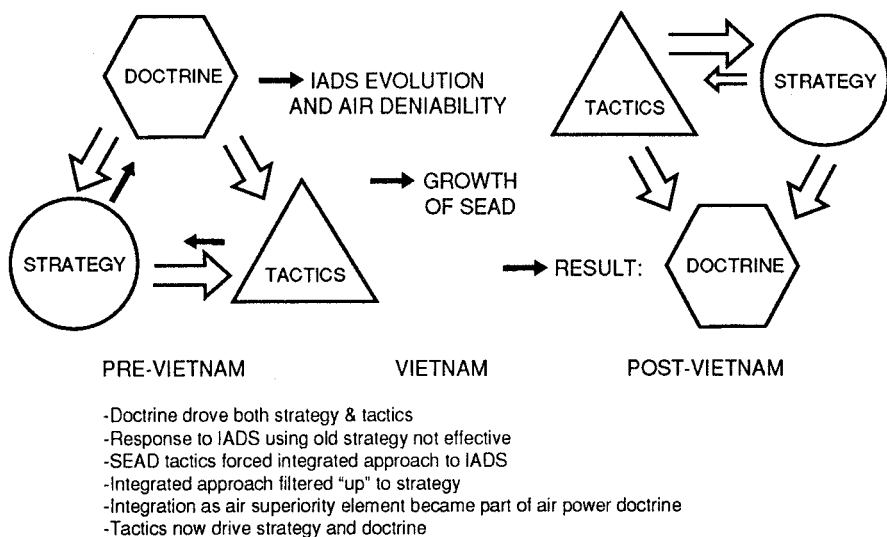 DOCTRINE
IADS EVOLUTION
AND AIR DENIABILITY
STRATEGY
TACTICS
GROWTH
OF SEAD
RESULT:
TACTICS
STRATEGY
DOCTRINE
PRE-VIETNAM
VIETNAM
POST-VIETNAM
-Doctrine drove both strategy & tactics
-Response to IADS using old strategy not effective
-SEAD tactics forced integrated approach to IADS
-Integrated approach filtered “up” to strategy
-Integration as air superiority element became part of air power doctrine
-Tactics now drive strategy and doctrine